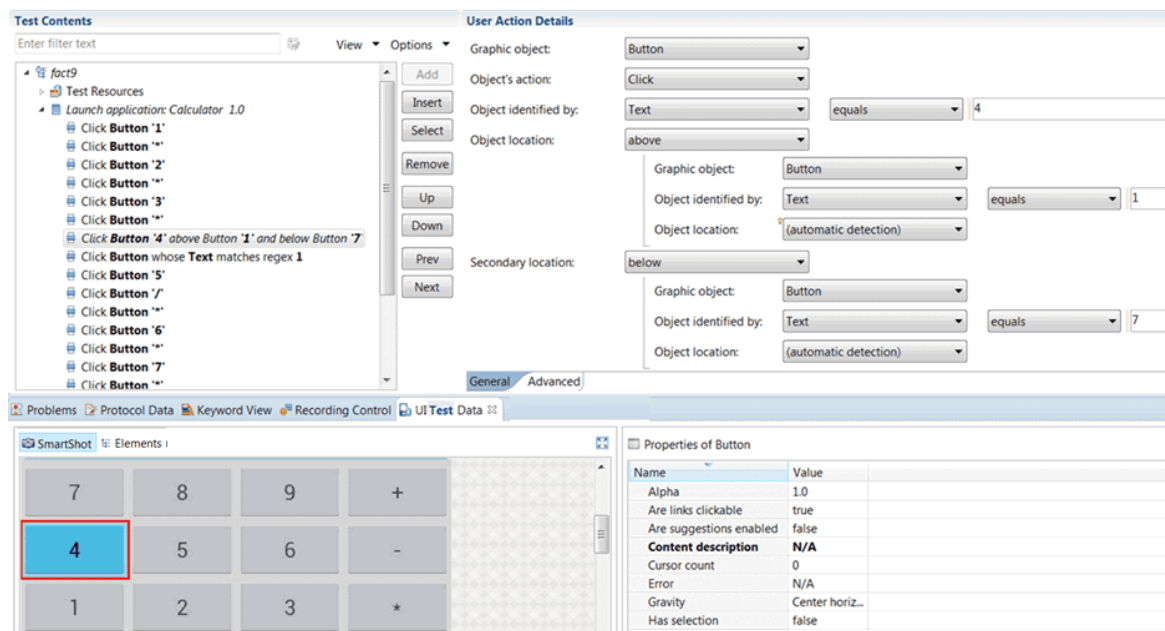 Test Contents
Enter filter text
View Options
fact9
Test Resources
Launch application: Calculator 1.0
Click Button '1'
Click Button '*'
Click Button '2'
Click Button '*'
Click Button '3'
Click Button '*'
Click Button '4' above Button '1' and below Button '7'
Click Button whose Text matches regex 1
Click Button '5'
Click Button '/'
Click Button '*'
Click Button '6'
Click Button '*'
Click Button '7'
Click Button '*'
Add
Insert
Select
Remove
Up
Down
Prev
Next
User Action Details
Graphic object: Button
Object's action: Click
Object identified by: Text equals 4
Object location: above
Graphic object: Button
Object identified by: Text equals 1
Object location: (automatic detection)
Secondary location: below
Graphic object: Button
Object identified by: Text equals 7
Object location: (automatic detection)
General Advanced
Problems Protocol Data Keyword View Recording Control UI Test Data
SmartShot Elements
7 8 9 +
4 5 6 -
1 2 3 *
Properties of Button
Name Value
Alpha 1.0
Are links clickable true
Are suggestions enabled false
Content description N/A
Cursor count 0
Error N/A
Gravity Center horiz...
Has selection false